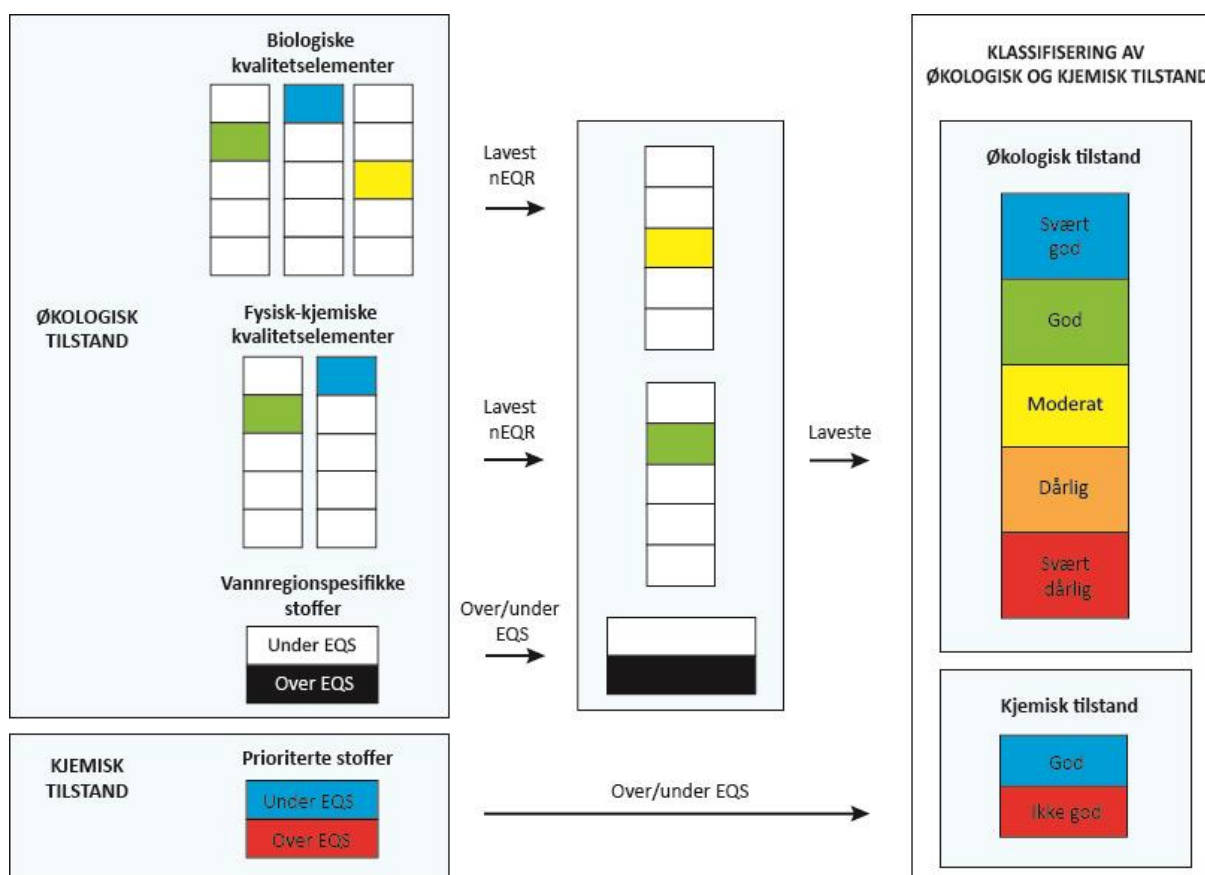 Biologiske
kvalitetselementer
ØKOLOGISK
TILSTAND
Fysisk-kjemiske
kvalitetselementer
Vannregionspesifikke
stoffer
Under EQS
Over EQS
KJEMISK
TILSTAND
Prioriterte stoffer
Under EQS
Over EQS
Lavest
nEQR
Lavest
nEQR
Over/under
EQS
Laveste
Over/under EQS
KLASSIFISERING AV
ØKOLOGISK OG KJEMISK TILSTAND
Økologisk tilstand
Svært
god
God
Moderat
Dårlig
Svært
dårlig
Kjemisk tilstand
God
Ikke god